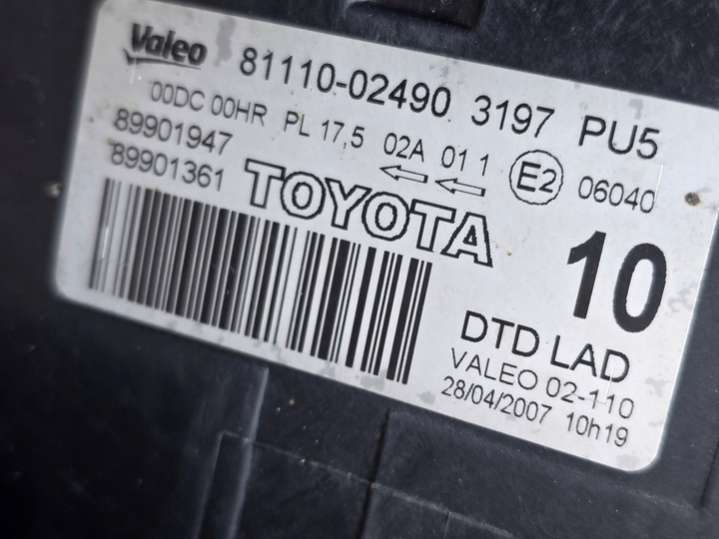 Valeo 81110-02490 3197 PU5
00DC 00HR PL 17,5 02A 01 1 E2 06040
89901947
89901361 TOYOTA
10
DTD LAD
VALEO 02-110
28/04/2007 10h19